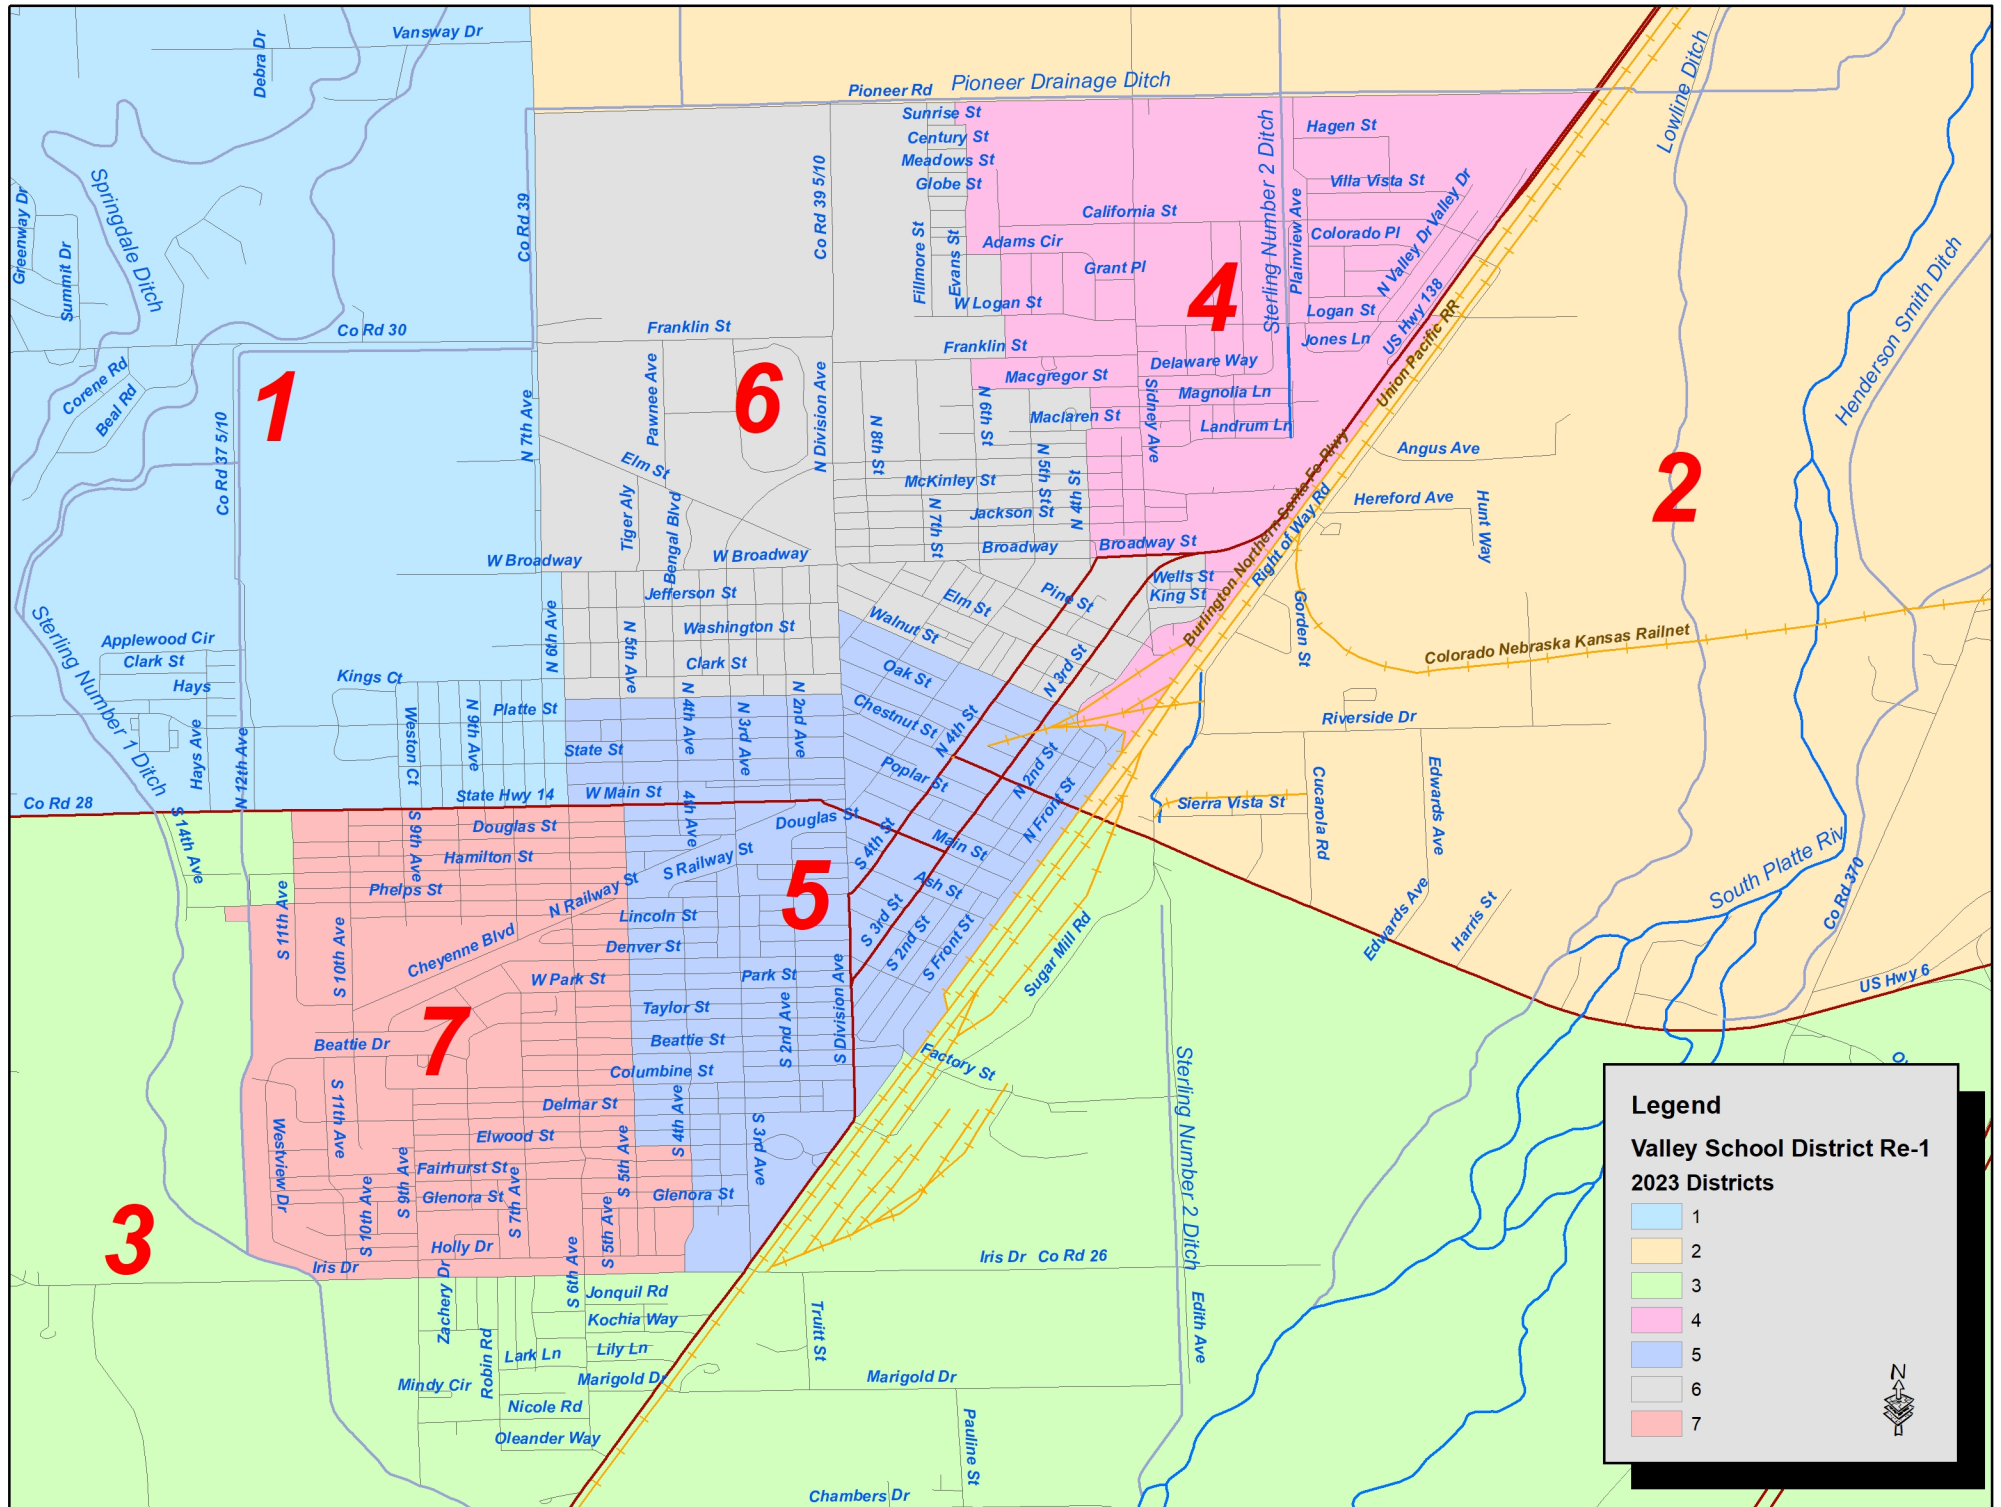 Vansway Dr
Debra Dr
Pioneer Rd
Pioneer Drainage Ditch
Lowline Ditch
Sunrise St
Century St
Meadows St
Globe St
Hagen St
Villa Vista St
California St
Colorado Pl
Adams Cir
Grant Pl
W Logan St
Logan St
Jones Ln
Fillmore St
Evans St
Sterling Number 2 Ditch
Plainview Ave
N Valley Dr
Valley Dr
US Hwy 138
Union Pacific RR
Henderson Smith Ditch
Greenway Dr
Summit Dr
Springdale Ditch
Co Rd 39
Co Rd 39 5/10
Co Rd 30
Franklin St
Franklin St
4
Corene Rd
Beal Rd
1
Co Rd 37 5/10
N 7th Ave
Pawnee Ave
6
N Division Ave
N 8th St
N 6th St
Macgregor St
Maclaren St
Delaware Way
Magnolia Ln
Landrum Ln
Sidney Ave
Angus Ave
Hereford Ave
Hunt Way
2
Elm St
Tiger Aly
Bengal Blvd
McKinley St
Jackson St
N 7th St
N 5th St
N 4th St
Broadway
Broadway St
W Broadway
W Broadway
Burlington Northern Santa Fe Rlwy
Right of Way Rd
Wells St
King St
Jefferson St
Washington St
Clark St
N 6th Ave
N 5th Ave
Elm St
Pine St
Walnut St
Oak St
Chestnut St
Poplar St
N 3rd St
N 4th St
Gorden St
Colorado Nebraska Kansas Railnet
Riverside Dr
Sterling Number 1 Ditch
Applewood Cir
Clark St
Hays
Kings Ct
Platte St
State St
N 4th Ave
N 3rd Ave
N 2nd Ave
Weston Ct
N 9th Ave
Hays Ave
N 12th Ave
N 2nd St
N Front St
Sierra Vista St
Cucarola Rd
Edwards Ave
Co Rd 28
State Hwy 14
W Main St
4th Ave
Douglas St
Douglas St
S 14th Ave
S 9th Ave
Hamilton St
Phelps St
S Railway St
N Railway St
S 4th St
Main St
Ash St
5
S 11th Ave
S 10th Ave
Cheyenne Blvd
Lincoln St
Denver St
W Park St
Park St
S 3rd St
S 2nd St
S Front St
Sugar Mill Rd
Edwards Ave
Harris St
South Platte Riv
Co Rd 370
US Hwy 6
7
Taylor St
Beattie Dr
Beattie St
Columbine St
S 2nd Ave
S Division Ave
Factory St
Sterling Number 2 Ditch
S 11th Ave
Westview Dr
Delmar St
Elwood St
S 4th Ave
S 3rd Ave
S 5th Ave
Fairhurst St
Glenora St
Glenora St
S 9th Ave
S 7th Ave
S 10th Ave
S 5th Ave
3
Holly Dr
Iris Dr
Iris Dr
Co Rd 26
S 6th Ave
Jonquil Rd
Kochia Way
Zachery Dr
Robin Rd
Lark Ln
Lily Ln
Truitt St
Edith Ave
Mindy Cir
Marigold Dr
Marigold Dr
Nicole Rd
Oleander Way
Pauline St
Chambers Dr
Legend
Valley School District Re-1
2023 Districts
1
2
3
4
5
6
7
N